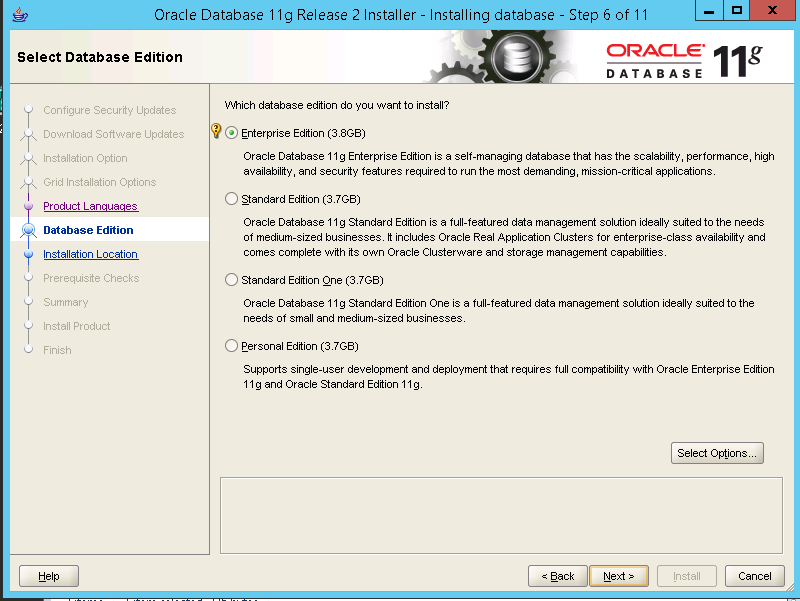 Oracle Database 11g Release 2 Installer - Installing database - Step 6 of 11
Select Database Edition
ORACLE
DATABASE 11g
Configure Security Updates
Download Software Updates
Installation Option
Grid Installation Options
Product Languages
Database Edition
Installation Location
Prerequisite Checks
Summary
Install Product
Finish
Which database edition do you want to install?
Enterprise Edition (3.8GB)
Oracle Database 11g Enterprise Edition is a self-managing database that has the scalability, performance, high
availability, and security features required to run the most demanding, mission-critical applications.
Standard Edition (3.7GB)
Oracle Database 11g Standard Edition is a full-featured data management solution ideally suited to the needs
of medium-sized businesses. It includes Oracle Real Application Clusters for enterprise-class availability and
comes complete with its own Oracle Clusterware and storage management capabilities.
Standard Edition One (3.7GB)
Oracle Database 11g Standard Edition One is a full-featured data management solution ideally suited to the
needs of small and medium-sized businesses.
Personal Edition (3.7GB)
Supports single-user development and deployment that requires full compatibility with Oracle Enterprise Edition
11g and Oracle Standard Edition 11g.
Select Options...
Help
< Back
Next >
Install
Cancel